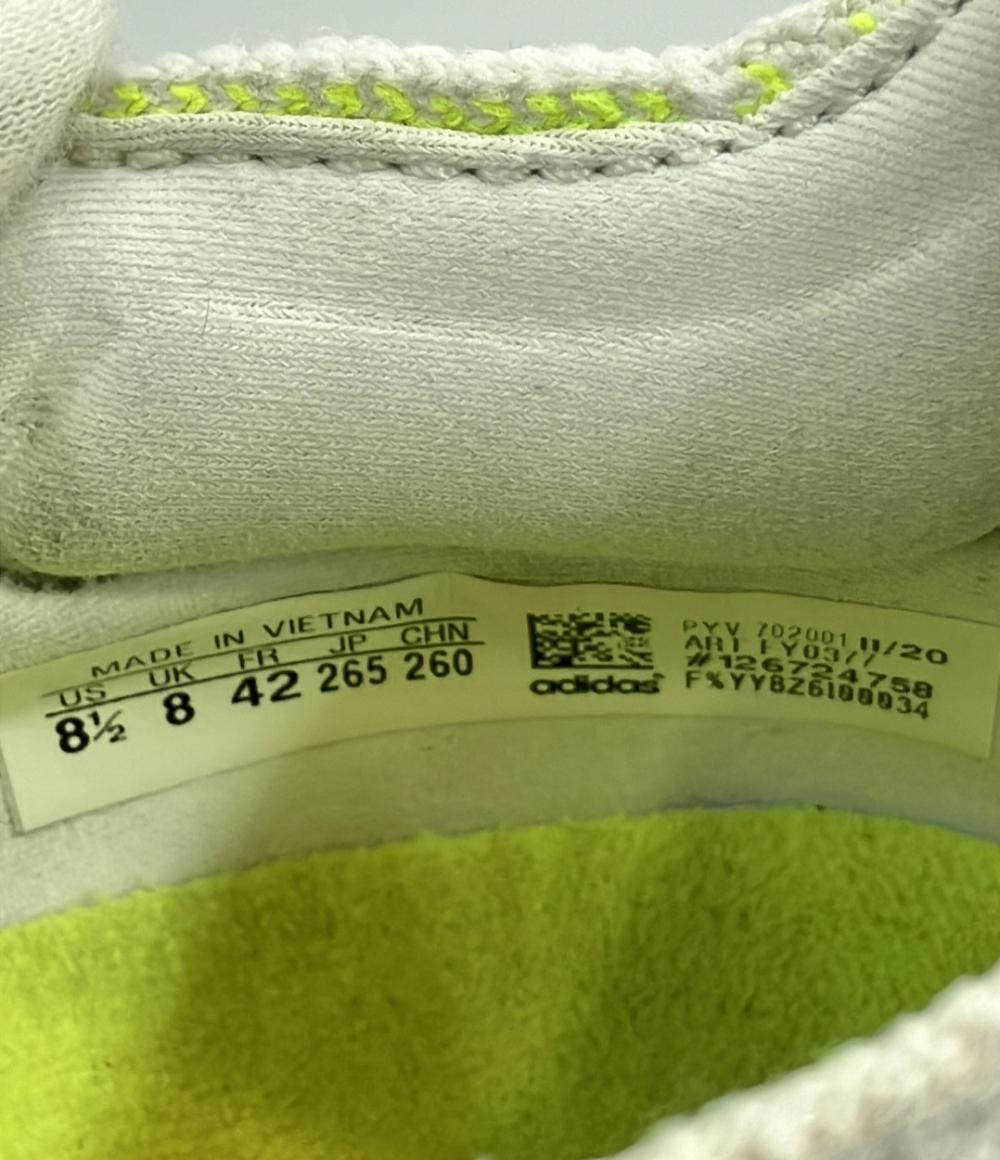 MADE IN VIETNAM
US UK FR JP CHN
8½ 8 42 265 260
adidas
PYV 702001 11/20
ART FY0377
#126724758
F%YY8Z6100034